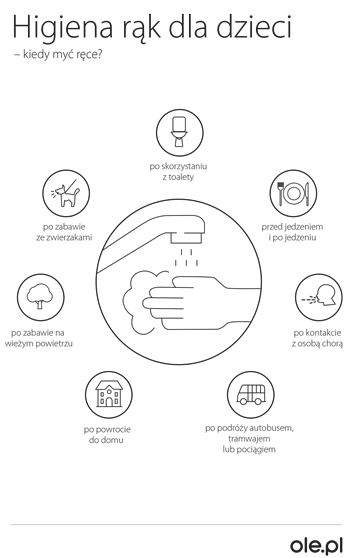 Higiena rąk dla dzieci
– kiedy myć ręce?
po skorzystaniu
z toalety
po zabawie
ze zwierzakami
przed jedzeniem
i po jedzeniu
po zabawie na
wieżym powietrzu
po kontakcie
z osobą chorą
po powrocie
do domu
po podróży autobusem,
tramwajem
lub pociągiem
ole.pl